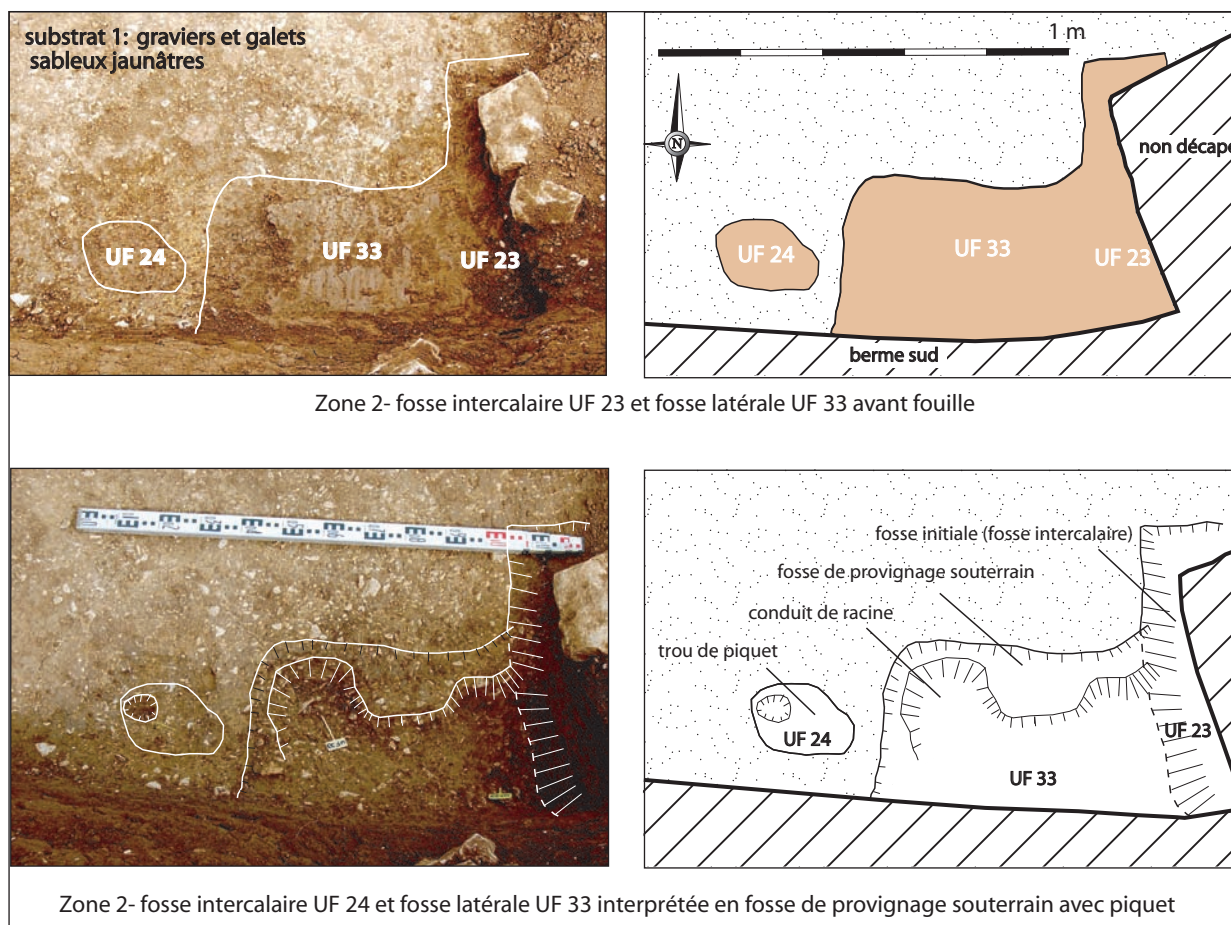 substrat 1: graviers et galets
sableux jaunâtres
UF 24
UF 33
UF 23
1 m
N
non décapé
UF 24
UF 33
UF 23
berme sud
Zone 2- fosse intercalaire UF 23 et fosse latérale UF 33 avant fouille
fosse initiale (fosse intercalaire)
fosse de provignage souterrain
conduit de racine
trou de piquet
UF 24
UF 23
UF 33
Zone 2- fosse intercalaire UF 24 et fosse latérale UF 33 interprétée en fosse de provignage souterrain avec piquet